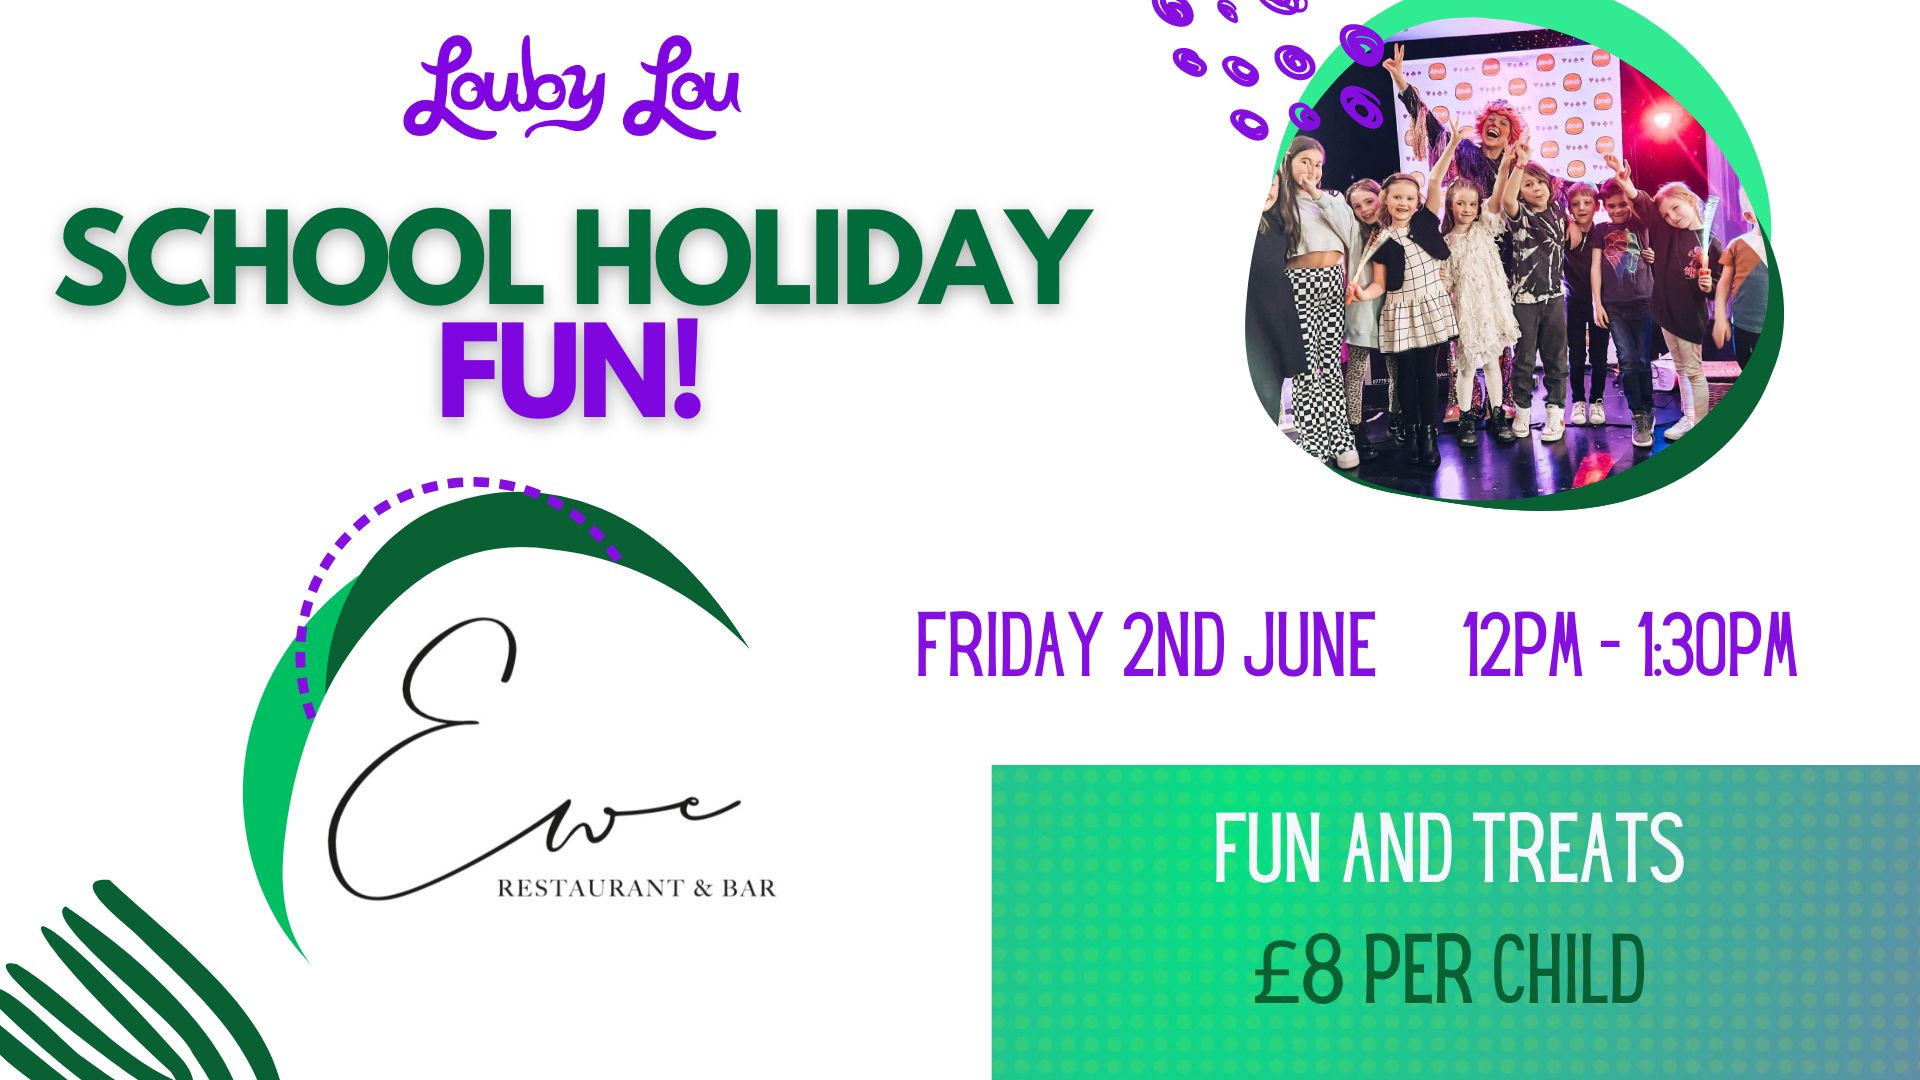 Louby Lou
SCHOOL HOLIDAY
FUN!
Ewe
RESTAURANT & BAR
FRIDAY 2ND JUNE 12PM - 1:30PM
FUN AND TREATS
£8 PER CHILD